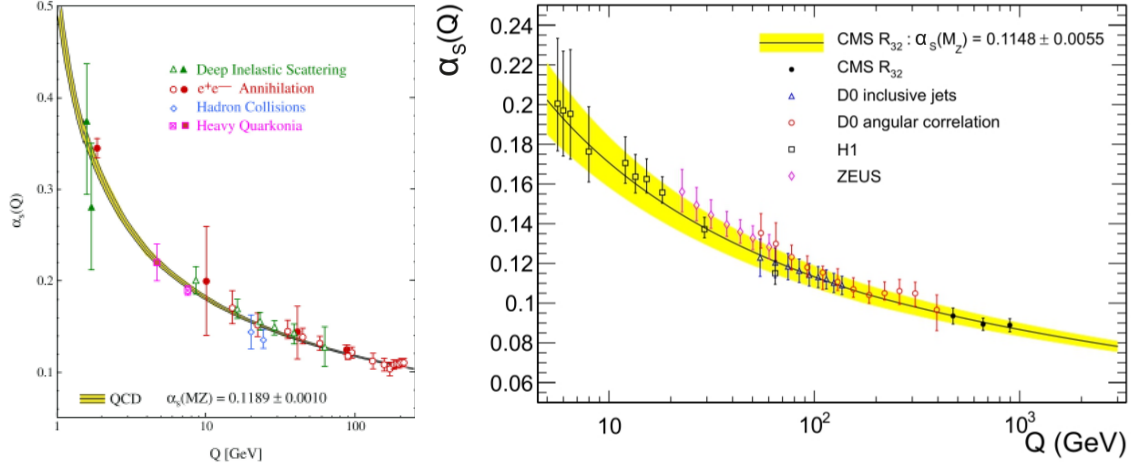 0.5
0.4
0.3
0.2
0.1
αs(Q)
Deep Inelastic Scattering
e+e— Annihilation
Hadron Collisions
Heavy Quarkonia
QCD αs(MZ) = 0.1189 ± 0.0010
1 10 100
Q [GeV]
αS(Q)
0.24
0.22
0.2
0.18
0.16
0.14
0.12
0.1
0.08
0.06
CMS R32 : αS(MZ) = 0.1148 ± 0.0055
CMS R32
D0 inclusive jets
D0 angular correlation
H1
ZEUS
10 10² 10³
Q (GeV)